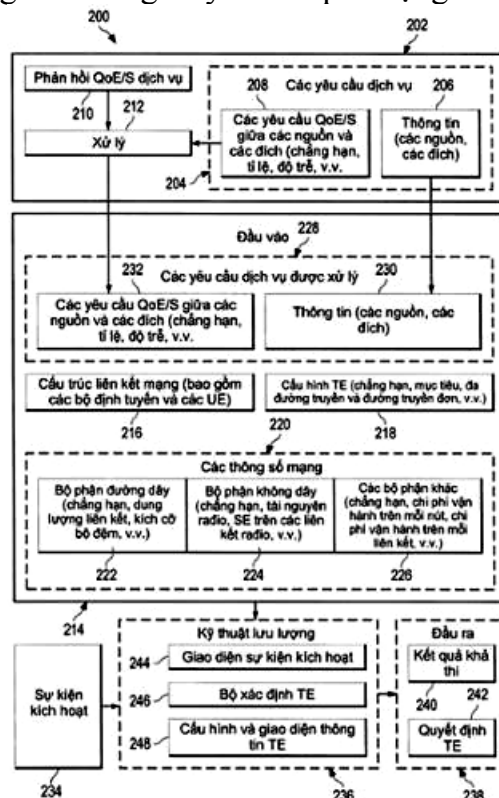 200
202
Phản hồi QoE/S dịch vụ
210
212
Xử lý
Các yêu cầu dịch vụ
208
206
Các yêu cầu QoE/S
giữa các nguồn và
các đích (chẳng hạn,
tỉ lệ, độ trễ, v.v.
Thông tin
(các nguồn,
các đích)
204
Đầu vào
228
232
Các yêu cầu dịch vụ được xử lý
230
Các yêu cầu QoE/S giữa các
nguồn và các đích (chẳng hạn,
tỉ lệ, độ trễ, v.v.
Thông tin (các nguồn, các
đích)
Cấu trúc liên kết mạng (bao gồm
các bộ định tuyến và các UE)
216
Cấu hình TE (chẳng hạn, mục tiêu, đa
đường truyền và đường truyền đơn, v.v.)
218
220
Các thông số mạng
Bộ phận đường dây
(chẳng hạn, dung
lượng liên kết, kích cỡ
bộ đệm, v.v.)
222
Bộ phận không dây
(chẳng hạn, tài nguyên
radio, SE trên các liên
kết radio, v.v.)
224
Các bộ phận khác
(chẳng hạn, chi phí vận
hành trên mỗi nút, chi
phí vận hành trên mỗi
liên kết, v.v.)
226
214
Sự kiện
kích hoạt
234
Kỹ thuật lưu lượng
244
Giao diện sự kiện kích hoạt
246
Bộ xác định TE
248
Cấu hình và giao diện thông
tin TE
236
Đầu ra
Kết quả khả
thi
240
242
Quyết định
TE
238